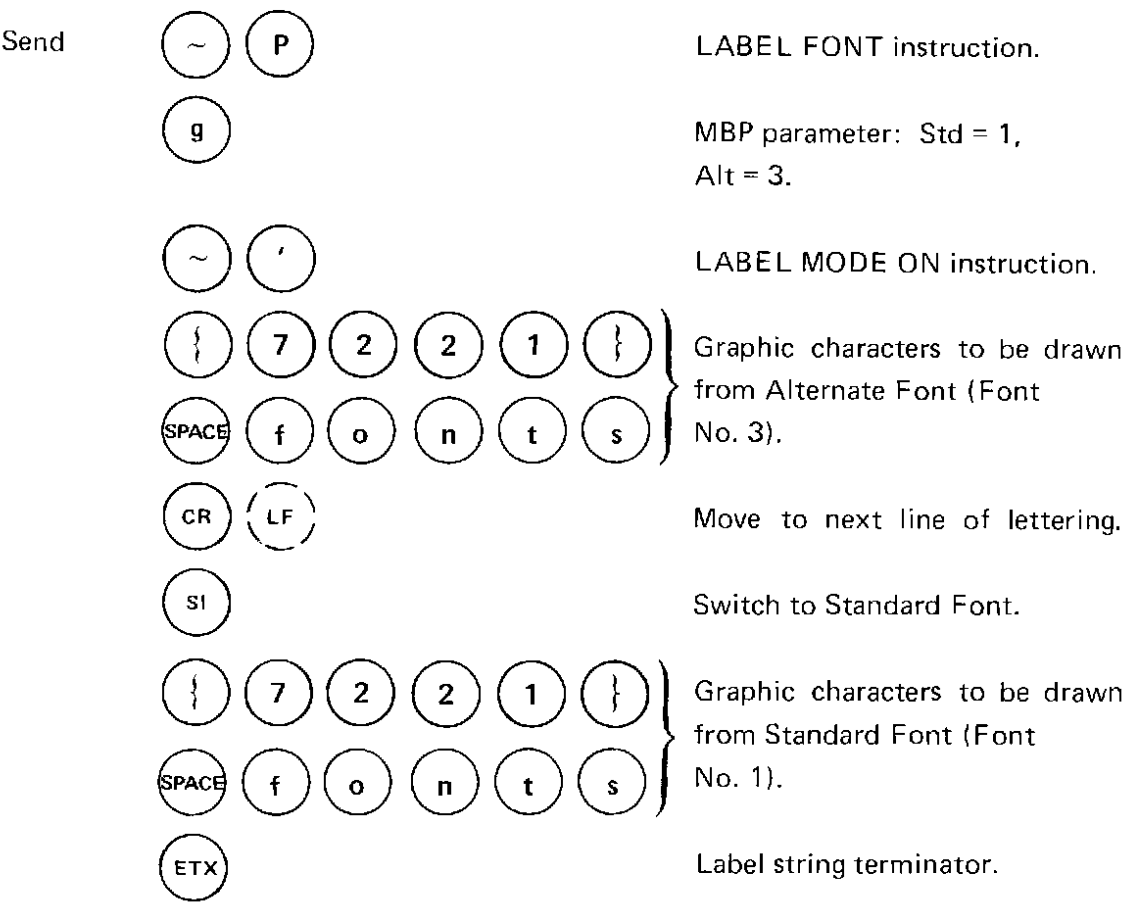 Send ~ P LABEL FONT instruction.
g MBP parameter: Std = 1,
Alt = 3.
~ ' LABEL MODE ON instruction.
{ 7 2 2 1 } Graphic characters to be drawn
from Alternate Font (Font
SPACE f o n t s No. 3).
CR LF Move to next line of lettering.
SI Switch to Standard Font.
{ 7 2 2 1 } Graphic characters to be drawn
from Standard Font (Font
SPACE f o n t s No. 1).
ETX Label string terminator.